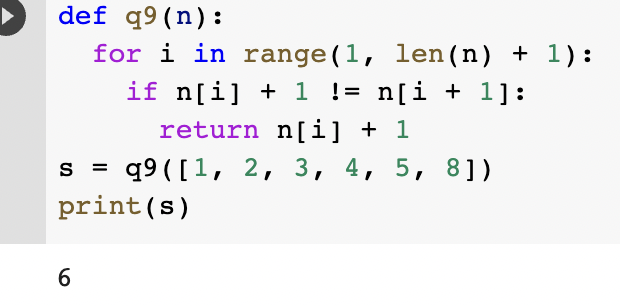 def q9(n):
  for i in range(1, len(n) + 1):
    if n[i] + 1 != n[i + 1]:
      return n[i] + 1
s = q9([1, 2, 3, 4, 5, 8])
print(s)
6